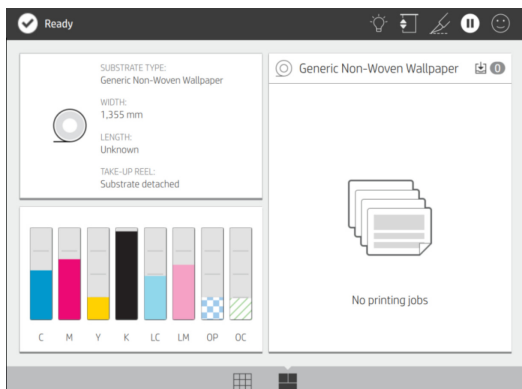 Ready
SUBSTRATE TYPE:
Generic Non-Woven Wallpaper
WIDTH:
1,355 mm
LENGTH:
Unknown
TAKE-UP REEL:
Substrate detached
C M Y K LC LM OP OC
Generic Non-Woven Wallpaper 0
No printing jobs